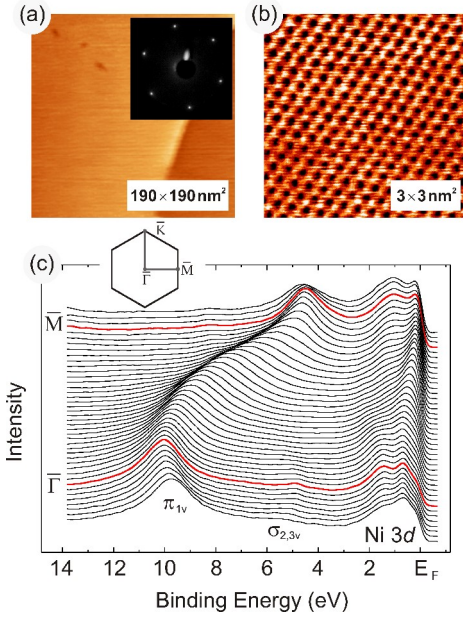 (a)
190×190nm²
(b)
3×3nm²
(c)
K̅
M̅
Γ̅
M̅
Γ̅
Intensity
π1v
σ2,3v
Ni 3d
14 12 10 8 6 4 2 EF
Binding Energy (eV)